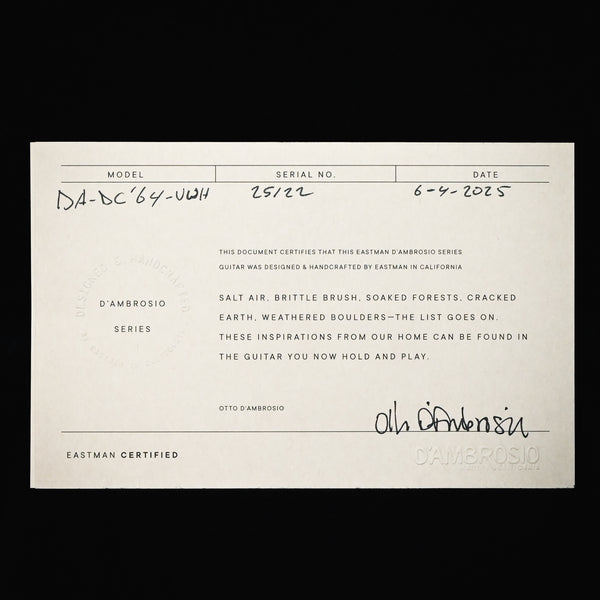 MODEL SERIAL NO. DATE
DA-DC'64-VWH 25/22 6-4-2025
THIS DOCUMENT CERTIFIES THAT THIS EASTMAN D'AMBROSIO SERIES
GUITAR WAS DESIGNED & HANDCRAFTED BY EASTMAN IN CALIFORNIA
DESIGNED & HANDCRAFTED
D'AMBROSIO
SERIES
SALT AIR, BRITTLE BRUSH, SOAKED FORESTS, CRACKED
EARTH, WEATHERED BOULDERS—THE LIST GOES ON.
THESE INSPIRATIONS FROM OUR HOME CAN BE FOUND IN
THE GUITAR YOU NOW HOLD AND PLAY.
OTTO D'AMBROSIO
Otto D'Ambrosio
EASTMAN CERTIFIED
D'AMBROSIO